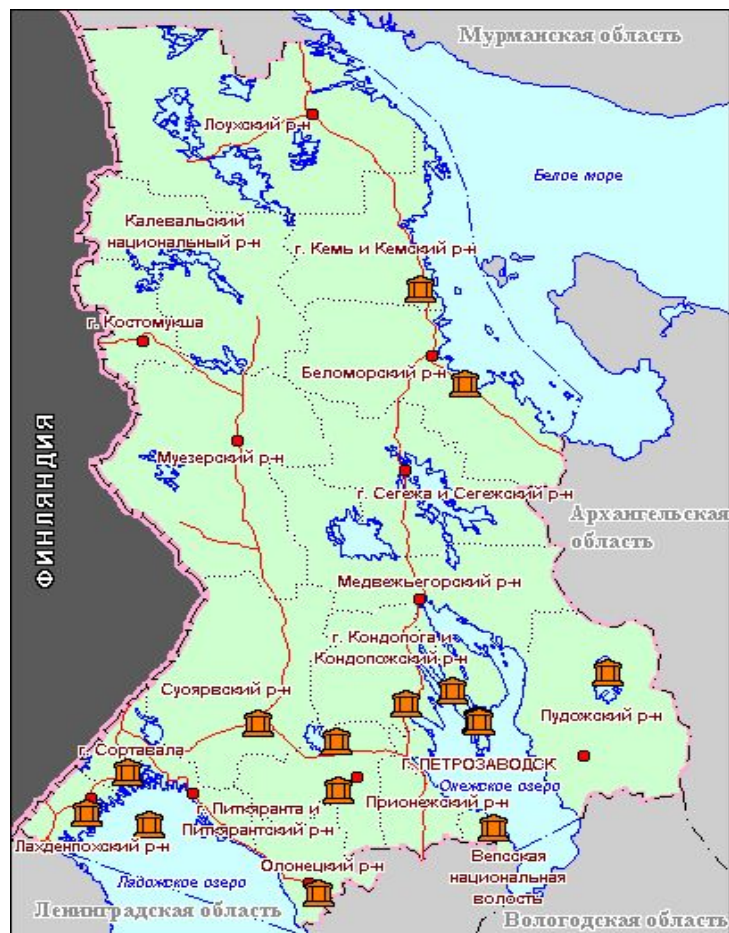 Мурманская область
Лоухский р-н
Белое море
Калевальский
национальный р-н
г. Кемь и Кемский р-н
г. Костомукша
Беломорский р-н
ФИНЛЯНДИЯ
Муезерский р-н
г. Сегежа и Сегежский р-н
Архангельская
область
Медвежьегорский р-н
г. Кондопога и
Кондопожский р-н
Суоярвский р-н
Пудожский р-н
г. Сортавала
Г. ПЕТРОЗАВОДСК
Онежское озеро
г. Питкяранта и
Питкярантский р-н
Прионежский р-н
Лахденпохский р-н
Олонецкий р-н
Вепсская
национальная
волость
Ладожское озеро
Ленинградская область
Вологодская область